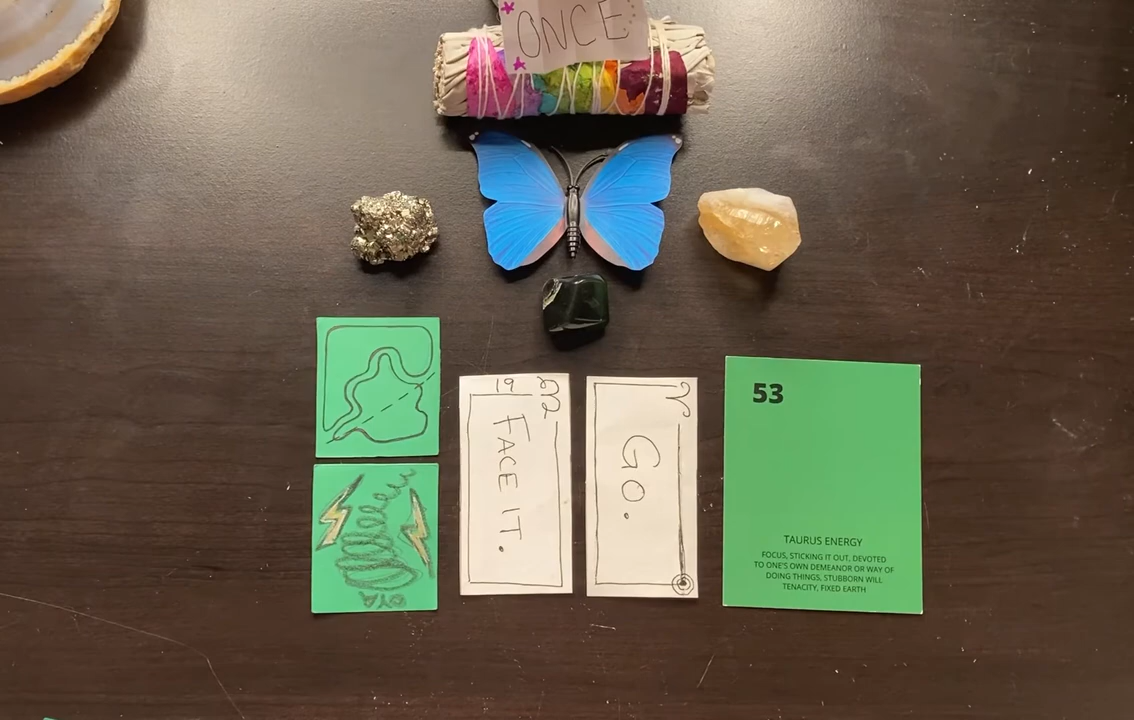 ONCE
19
FACE IT.
GO.
53
TAURUS ENERGY
FOCUS, STICKING IT OUT, DEVOTED
TO ONE'S OWN DEMEANOR OR WAY OF
DOING THINGS, STUBBORN WILL
TENACITY, FIXED EARTH
OYA